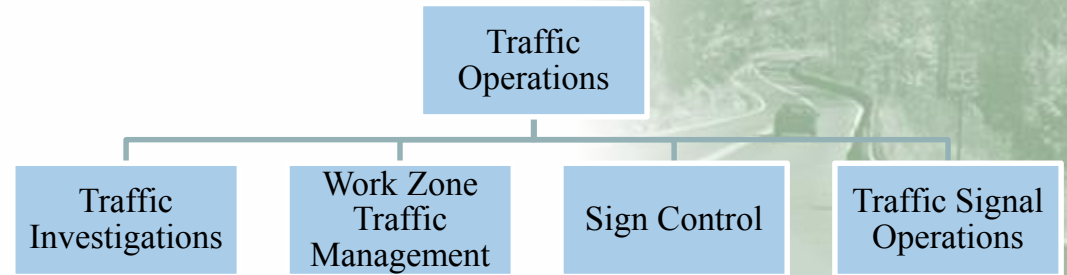 Traffic
Operations
Traffic
Investigations
Work Zone
Traffic
Management
Sign Control
Traffic Signal
Operations